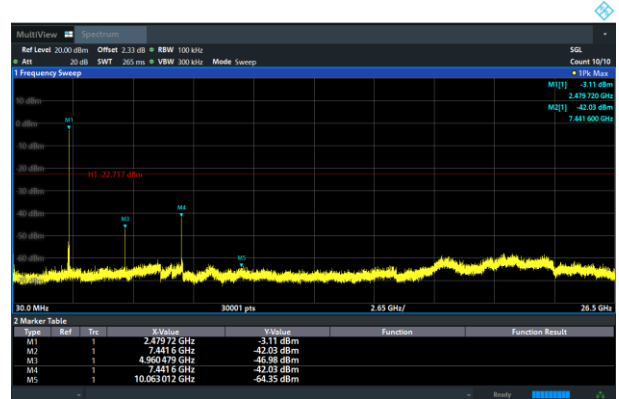 MultiView Spectrum
Ref Level 20.00 dBm Offset 2.33 dB RBW 100 kHz SGL
Att 20 dB SWT 265 ms VBW 300 kHz Mode Sweep Count 10/10
1 Frequency Sweep 1Pk Max
M1[1] -3.11 dBm
2.479 720 GHz
M2[1] -42.03 dBm
7.441 600 GHz
10 dBm
0 dBm
M1
-10 dBm
-20 dBm
H1 -22.717 dBm
-30 dBm
-40 dBm
M4
M3
-50 dBm
-60 dBm
M5
30.0 MHz 30001 pts 2.65 GHz/ 26.5 GHz
2 Marker Table
Type Ref Trc X-Value Y-Value Function Function Result
M1 1 2.479 72 GHz -3.11 dBm
M2 1 7.441 6 GHz -42.03 dBm
M3 1 4.960 479 GHz -46.98 dBm
M4 1 7.441 6 GHz -42.03 dBm
M5 1 10.063 012 GHz -64.35 dBm
Ready